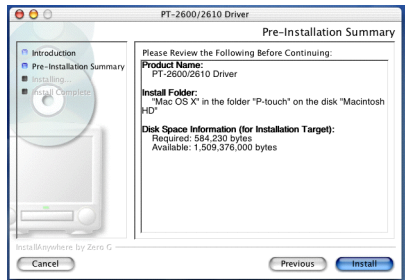 PT-2600/2610 Driver
Pre-Installation Summary
Introduction
Pre-Installation Summary
Installing...
Install Complete
Please Review the Following Before Continuing:
Product Name:
PT-2600/2610 Driver
Install Folder:
"Mac OS X" in the folder "P-touch" on the disk "Macintosh
HD"
Disk Space Information (for Installation Target):
Required: 584,230 bytes
Available: 1,509,376,000 bytes
InstallAnywhere by Zero G
Cancel
Previous
Install